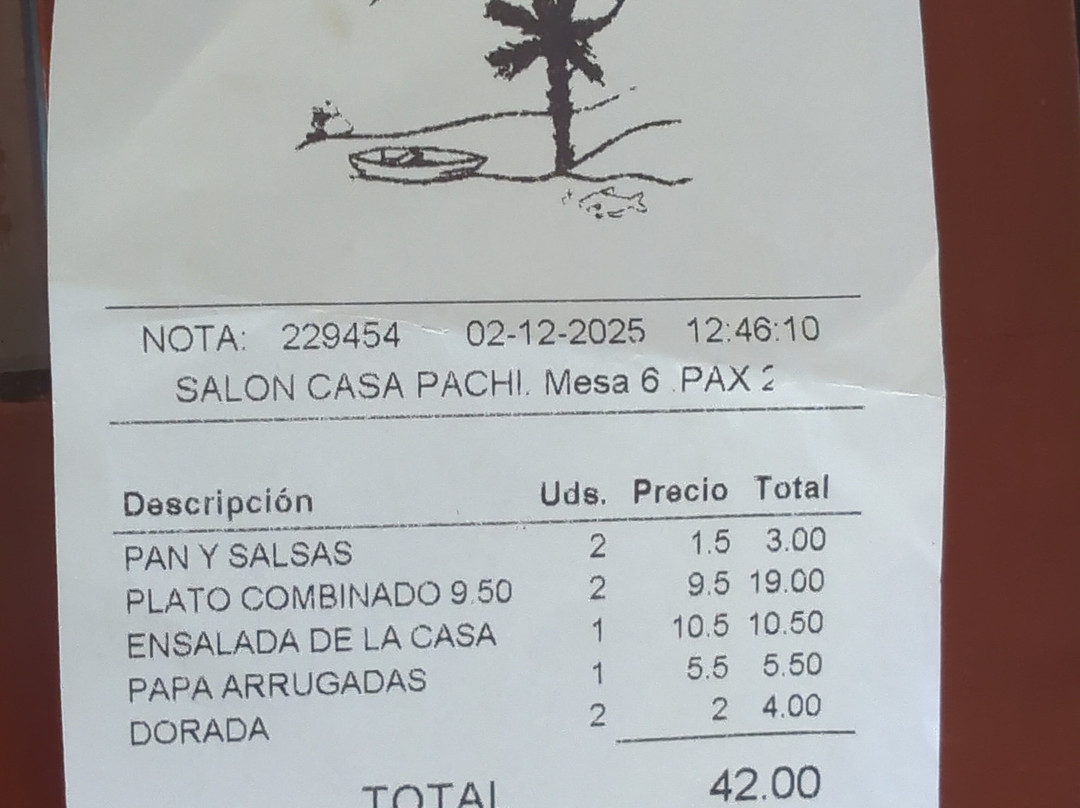 NOTA: 229454 02-12-2025 12:46:10
SALON CASA PACHI. Mesa 6 .PAX 2
Descripción Uds. Precio Total
PAN Y SALSAS 2 1.5 3.00
PLATO COMBINADO 9.50 2 9.5 19.00
ENSALADA DE LA CASA 1 10.5 10.50
PAPA ARRUGADAS 1 5.5 5.50
DORADA 2 2 4.00
TOTAL 42.00